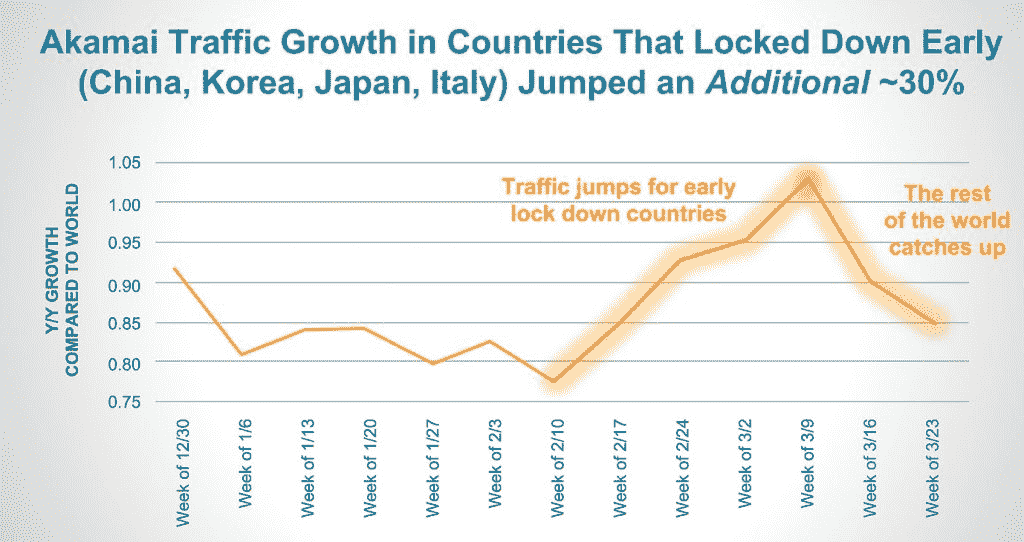 Akamai Traffic Growth in Countries That Locked Down Early
(China, Korea, Japan, Italy) Jumped an Additional ~30%
Y/Y GROWTH
COMPARED TO WORLD
1.05
1.00
0.95
0.90
0.85
0.80
0.75
Traffic jumps for early
lock down countries
The rest
of the world
catches up
Week of 12/30
Week of 1/6
Week of 1/13
Week of 1/20
Week of 1/27
Week of 2/3
Week of 2/10
Week of 2/17
Week of 2/24
Week of 3/2
Week of 3/9
Week of 3/16
Week of 3/23